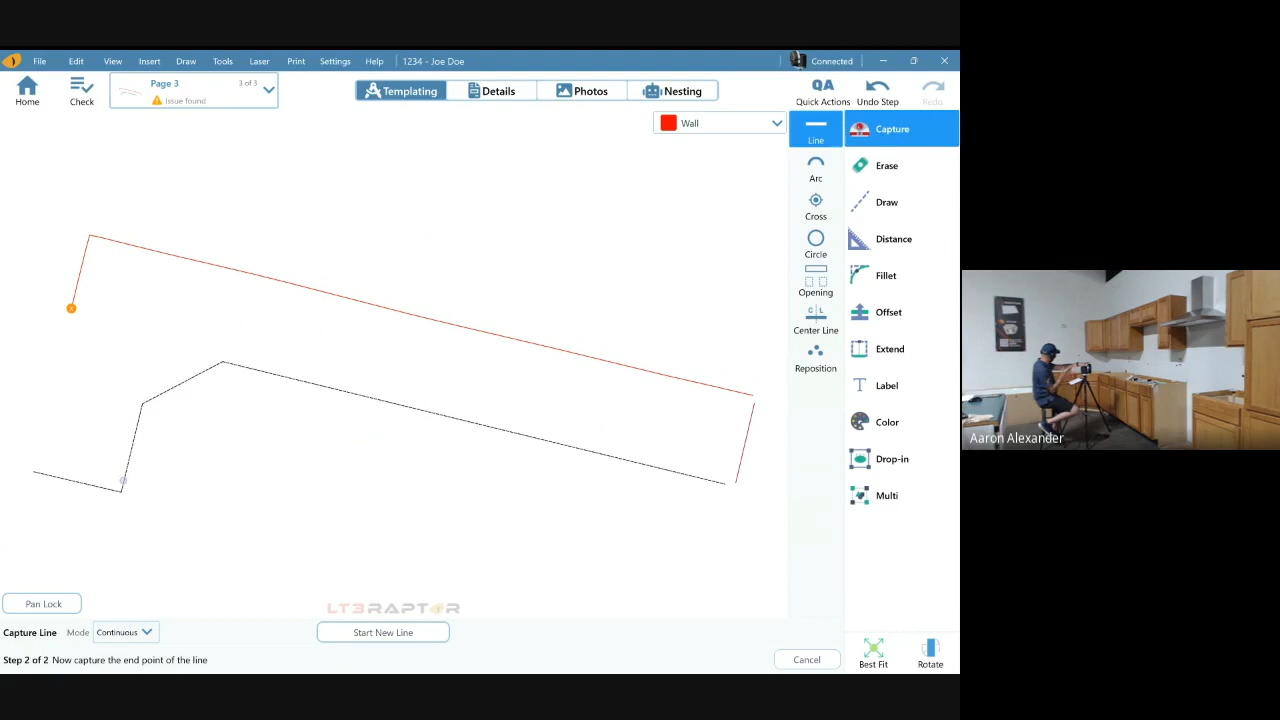 File Edit View Insert Draw Tools Laser Print Settings Help 1234 - Joe Doe Connected
Home
Check
Page 3 3 of 3
Issue found
Templating Details Photos Nesting
QA
Quick Actions Undo Step Redo
Wall
Line
Arc
Cross
Circle
Opening
C L
Center Line
Reposition
Capture
Erase
Draw
Distance
Fillet
Offset
Extend
Label
Color
Drop-in
Multi
Aaron Alexander
Pan Lock
LT3RAPTOR
Capture Line Mode Continuous Start New Line
Step 2 of 2 Now capture the end point of the line Cancel
Best Fit Rotate